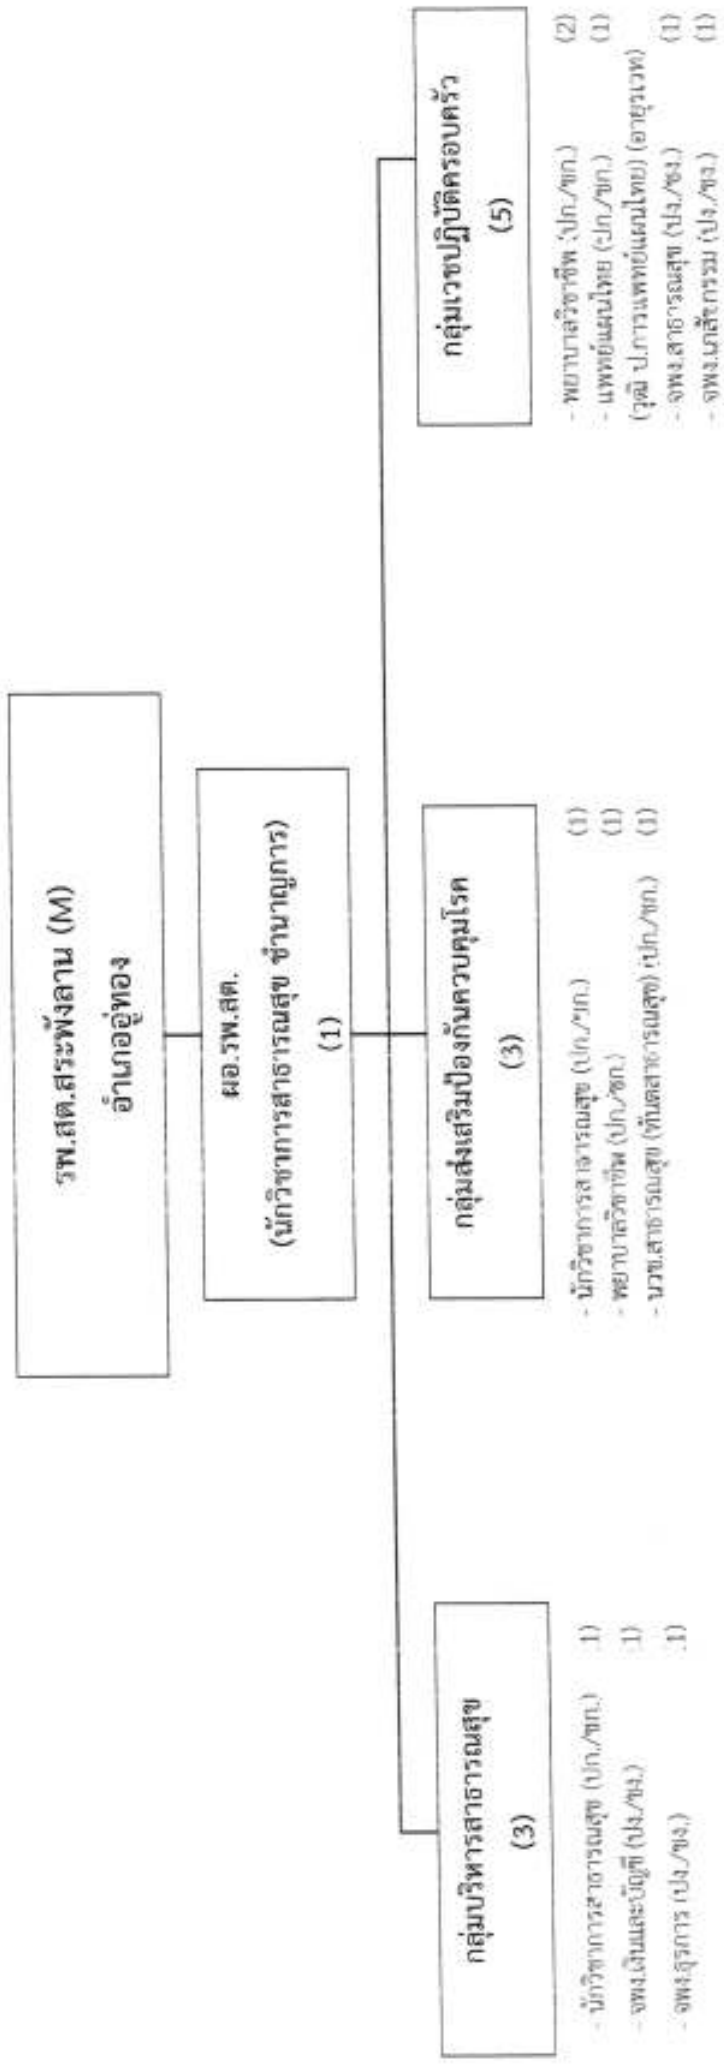 รพ.สต.สระพังลาน (M)
อำเภออู่ทอง
ผอ.รพ.สต.
(นักวิชาการสาธารณสุข ชำนาญการ)
(1)
กลุ่มบริหารสาธารณสุข
(3)
- นักวิชาการสาธารณสุข (ปก./ชก.) 1)
- จพง.เงินและบัญชี (ปง./ชง.) 1)
- จพง.ธุรการ (ปง./ชง.) 1)
กลุ่มส่งเสริมป้องกันควบคุมโรค
(3)
- นักวิชาการสาธารณสุข (ปก./ชก.) (1)
- พยาบาลวิชาชีพ (ปก./ชก.) (1)
- นวช.สาธารณสุข (ทันตสาธารณสุข) (ปก./ชก.) (1)
กลุ่มเวชปฏิบัติครอบครัว
(5)
- พยาบาลวิชาชีพ (ปก./ชก.) (2)
- แพทย์แผนไทย (ปก./ชก.) (1)
(วุฒิ ป.การแพทย์แผนไทย) (อายุรเวท)
- จพง.สาธารณสุข (ปง./ชง.) (1)
- จพง.เภสัชกรรม (ปง./ชง.) (1)